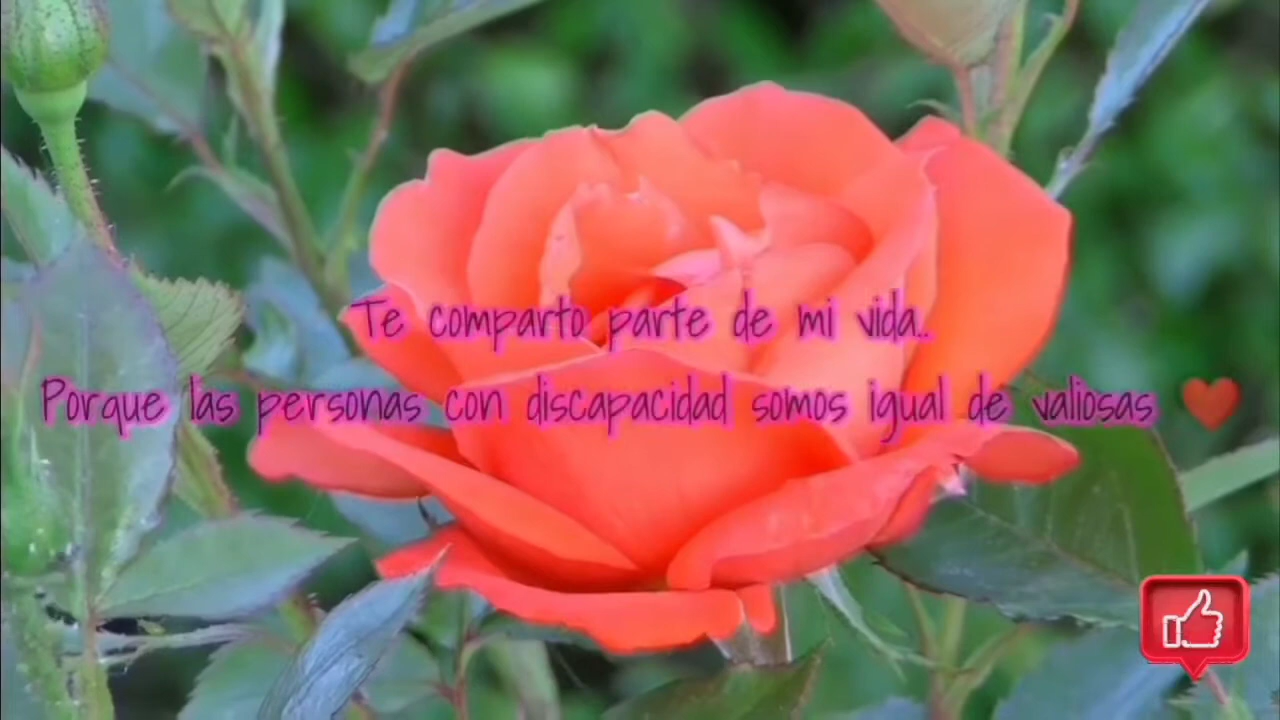 Te comparto parte de mi vida..
Porque las personas con discapacidad somos igual de valiosas ❤